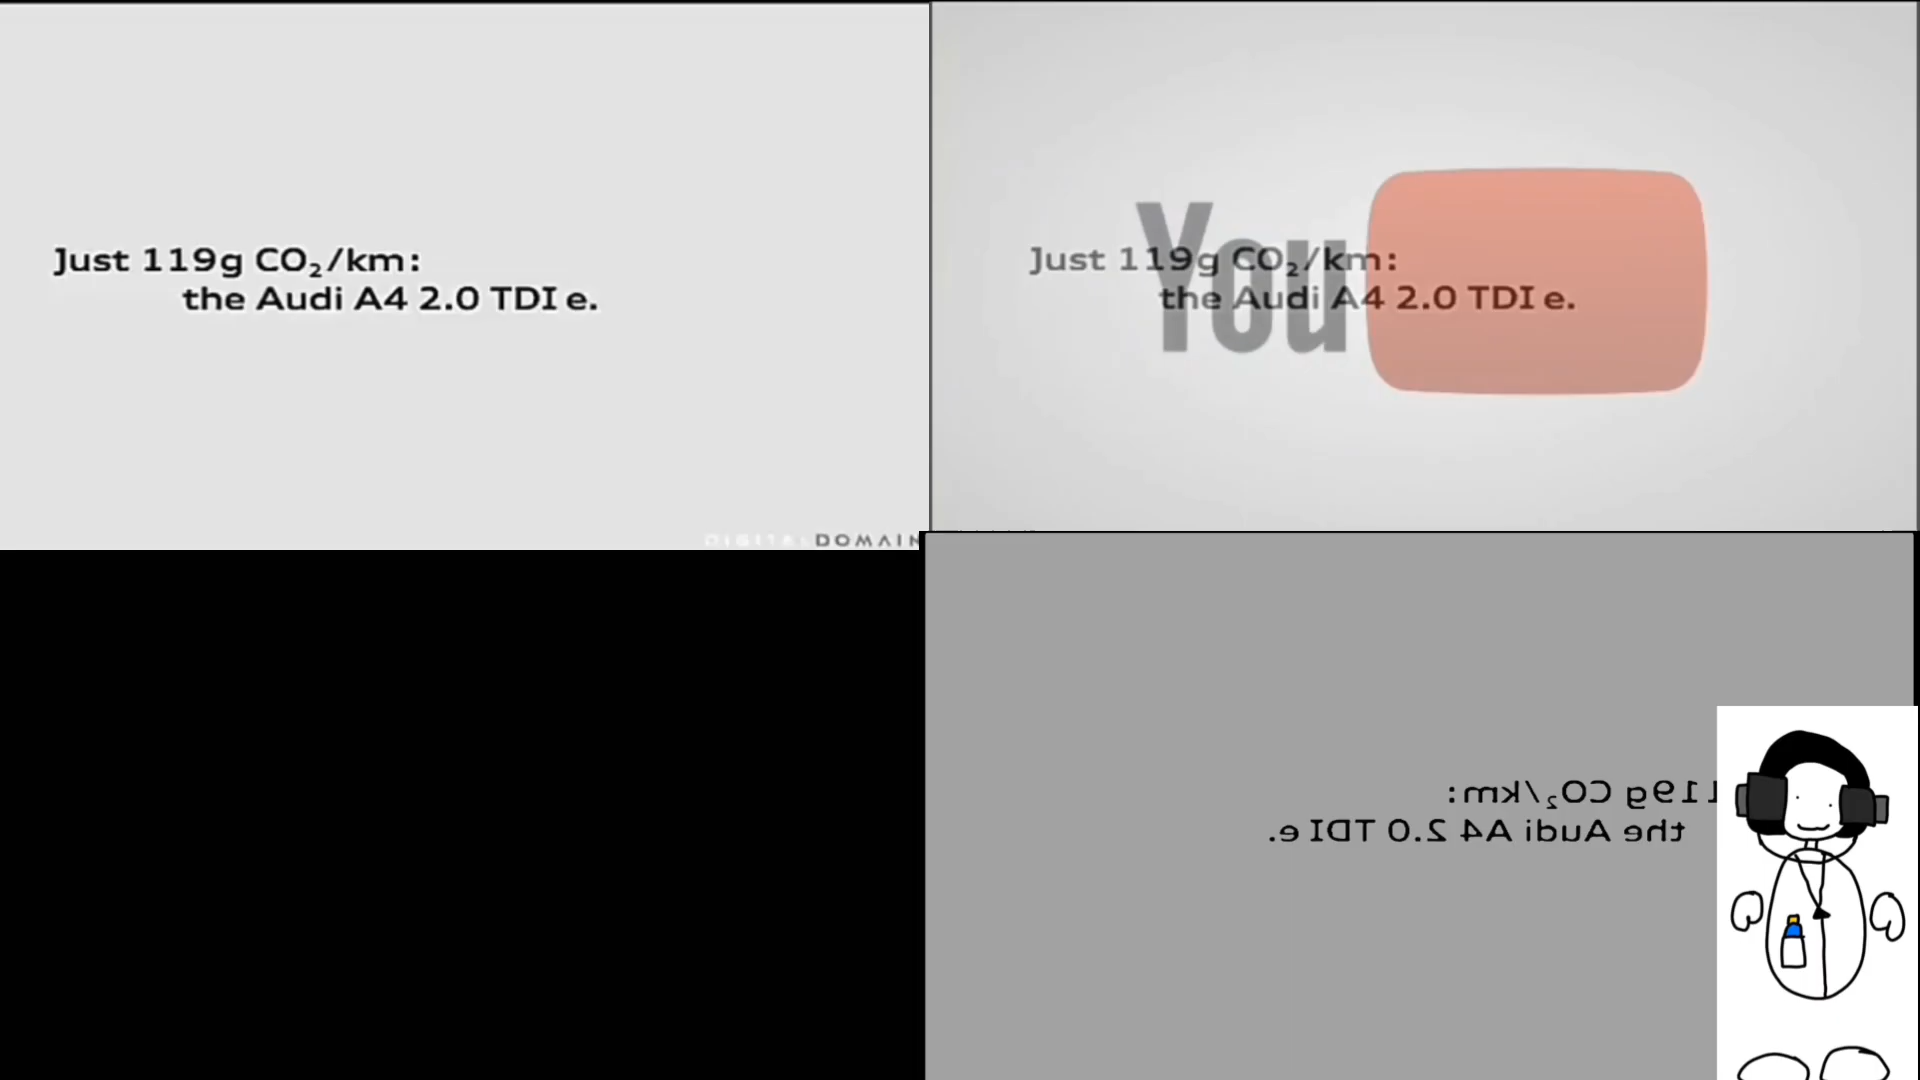 Just 119g CO₂/km:
the Audi A4 2.0 TDI e.
DIGITAL DOMAIN
You
Just 119g CO₂/km:
the Audi A4 2.0 TDI e.
119g CO₂/km:
the Audi A4 2.0 TDI e.